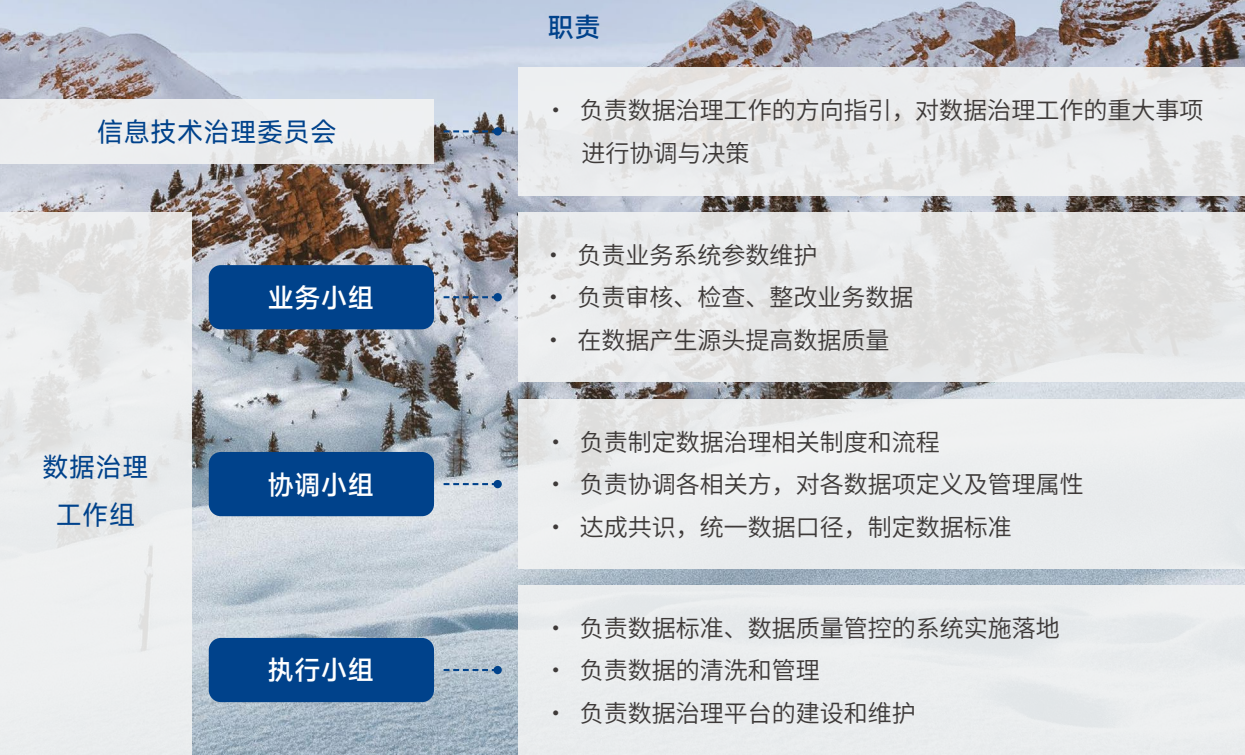 职责
信息技术治理委员会
• 负责数据治理工作的方向指引，对数据治理工作的重大事项
进行协调与决策
数据治理
工作组
业务小组
• 负责业务系统参数维护
• 负责审核、检查、整改业务数据
• 在数据产生源头提高数据质量
协调小组
• 负责制定数据治理相关制度和流程
• 负责协调各相关方，对各数据项定义及管理属性
• 达成共识，统一数据口径，制定数据标准
执行小组
• 负责数据标准、数据质量管控的系统实施落地
• 负责数据的清洗和管理
• 负责数据治理平台的建设和维护